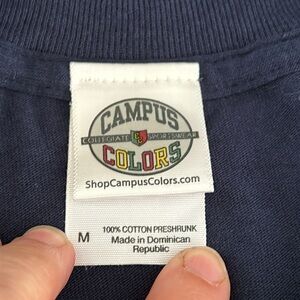 CAMPUS
COLLEGIATE SPORTSWEAR
COLORS
ShopCampusColors.com
M
100% COTTON PRESHRUNK
Made in Dominican
Republic